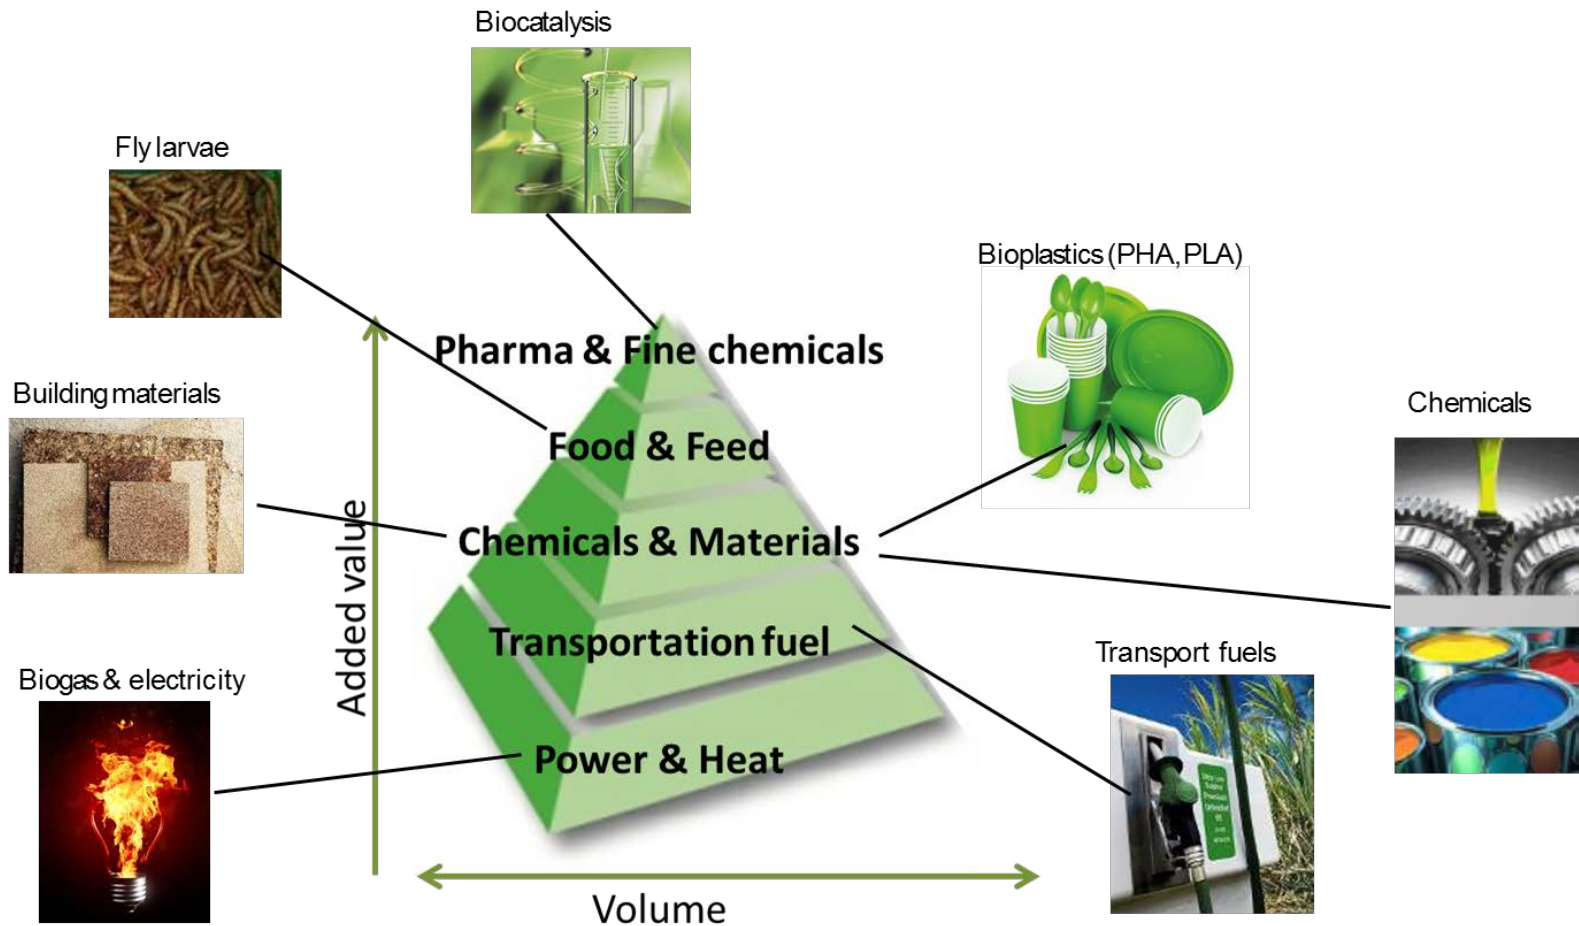 Biocatalysis
Fly larvae
Bioplastics (PHA, PLA)
Pharma & Fine chemicals
Building materials
Chemicals
Food & Feed
Added value
Chemicals & Materials
Transportation fuel
Transport fuels
Biogas & electricity
Power & Heat
Volume